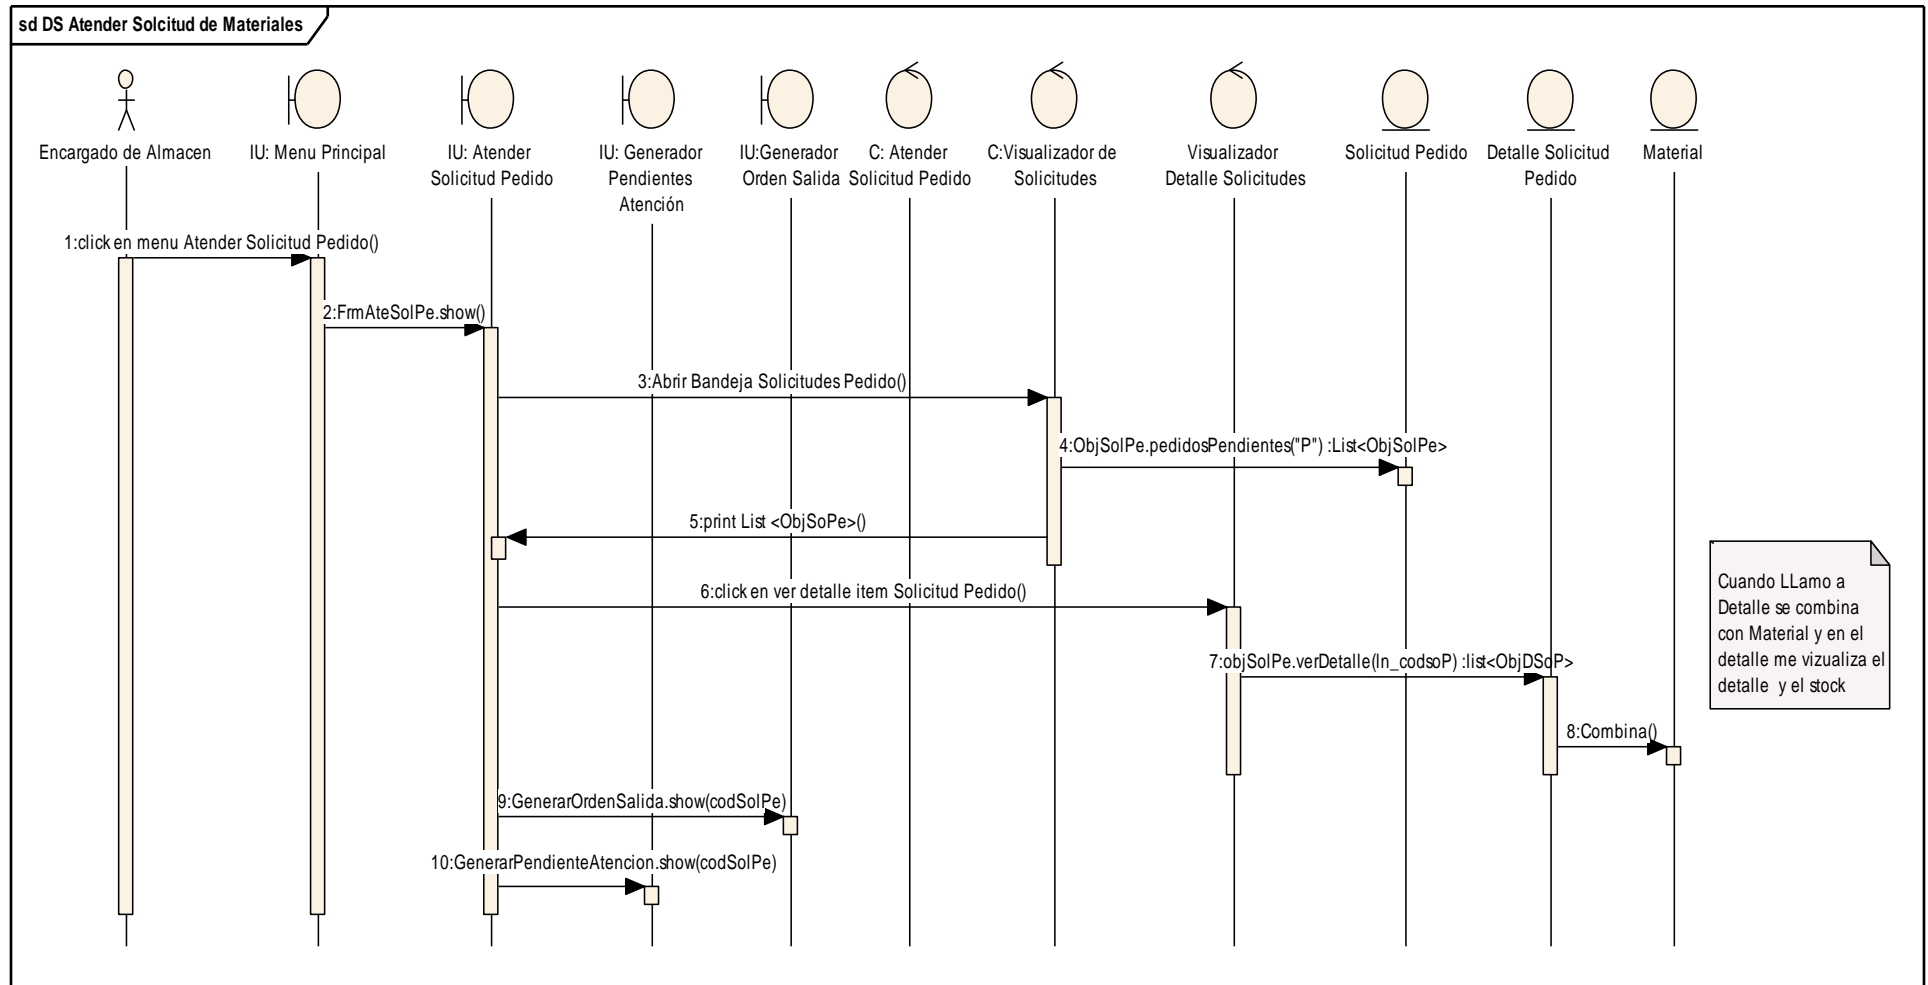 sd DS Atender Solcitud de Materiales
Encargado de Almacen
IU: Menu Principal
IU: Atender
Solicitud Pedido
IU: Generador
Pendientes
Atención
IU:Generador
Orden Salida
C: Atender
Solicitud Pedido
C:Visualizador de
Solicitudes
Visualizador
Detalle Solicitudes
Solicitud Pedido
Detalle Solicitud
Pedido
Material
1:click en menu Atender Solicitud Pedido()
2:FrmAteSolPe.show()
3:Abrir Bandeja Solicitudes Pedido()
4:ObjSolPe.pedidosPendientes("P") :List<ObjSolPe>
5:print List <ObjSoPe>()
6:click en ver detalle item Solicitud Pedido()
Cuando LLamo a
Detalle se combina
con Material y en el
detalle me vizualiza el
detalle y el stock
7:objSolPe.verDetalle(In_codsoP) :list<ObjDSoP>
8:Combina()
9:GenerarOrdenSalida.show(codSolPe)
10:GenerarPendienteAtencion.show(codSolPe)